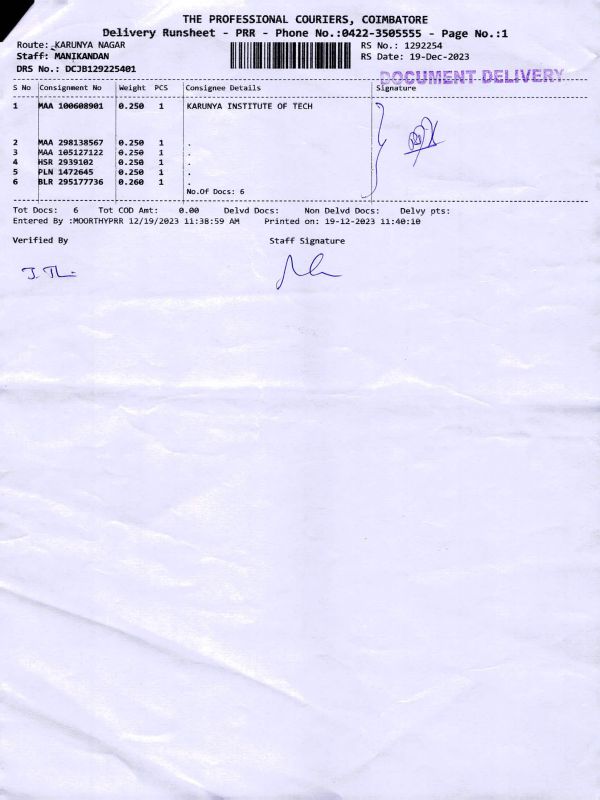 THE PROFESSIONAL COURIERS, COIMBATORE
Delivery Runsheet - PRR - Phone No.:0422-3505555 - Page No.:1
Route: KARUNYA NAGAR RS No.: 1292254
Staff: MANIKANDAN RS Date: 19-Dec-2023
DRS No.: DCJB129225401
DOCUMENT DELIVERY
S No Consignment No Weight PCS Consignee Details Signature
1 MAA 100608901 0.250 1 KARUNYA INSTITUTE OF TECH
2 MAA 298138567 0.250 1 .
3 MAA 105127122 0.250 1 .
4 HSR 2939102 0.250 1 .
5 PLN 1472645 0.250 1 .
6 BLR 295177736 0.260 1 .
No.Of Docs: 6
Tot Docs: 6 Tot COD Amt: 0.00 Delvd Docs: Non Delvd Docs: Delvy pts:
Entered By :MOORTHYPRR 12/19/2023 11:38:59 AM Printed on: 19-12-2023 11:40:10
Verified By Staff Signature